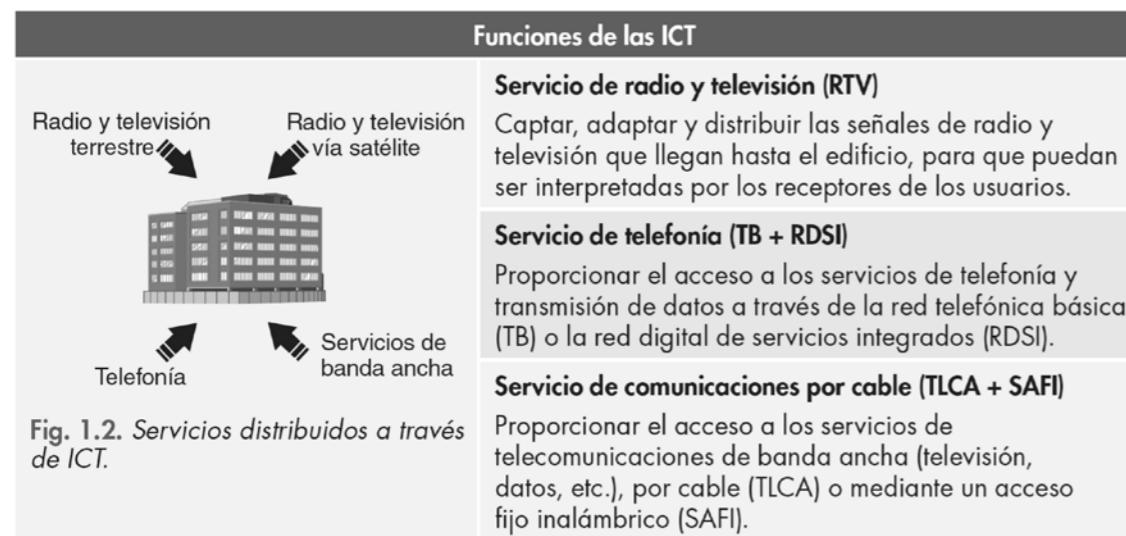 Funciones de las ICT
Radio y televisión
terrestre
Radio y televisión
vía satélite
Telefonía
Servicios de
banda ancha
Fig. 1.2. Servicios distribuidos a través
de ICT.
Servicio de radio y televisión (RTV)
Captar, adaptar y distribuir las señales de radio y
televisión que llegan hasta el edificio, para que puedan
ser interpretadas por los receptores de los usuarios.
Servicio de telefonía (TB + RDSI)
Proporcionar el acceso a los servicios de telefonía y
transmisión de datos a través de la red telefónica básica
(TB) o la red digital de servicios integrados (RDSI).
Servicio de comunicaciones por cable (TLCA + SAFI)
Proporcionar el acceso a los servicios de
telecomunicaciones de banda ancha (televisión,
datos, etc.), por cable (TLCA) o mediante un acceso
fijo inalámbrico (SAFI).